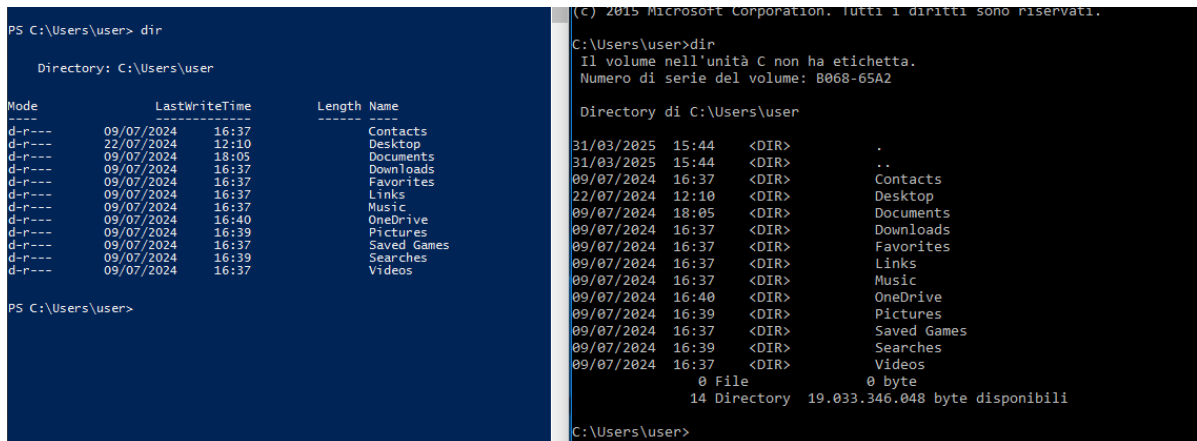 PS C:\Users\user> dir
Directory: C:\Users\user
Mode LastWriteTime Length Name
---- ------------- ------ ----
d-r--- 09/07/2024 16:37 Contacts
d-r--- 22/07/2024 12:10 Desktop
d-r--- 09/07/2024 18:05 Documents
d-r--- 09/07/2024 16:37 Downloads
d-r--- 09/07/2024 16:37 Favorites
d-r--- 09/07/2024 16:37 Links
d-r--- 09/07/2024 16:37 Music
d-r--- 09/07/2024 16:40 OneDrive
d-r--- 09/07/2024 16:39 Pictures
d-r--- 09/07/2024 16:37 Saved Games
d-r--- 09/07/2024 16:39 Searches
d-r--- 09/07/2024 16:37 Videos
PS C:\Users\user>
(c) 2015 Microsoft Corporation. Tutti i diritti sono riservati.
C:\Users\user>dir
Il volume nell'unità C non ha etichetta.
Numero di serie del volume: B068-65A2
Directory di C:\Users\user
31/03/2025 15:44 <DIR> .
31/03/2025 15:44 <DIR> ..
09/07/2024 16:37 <DIR> Contacts
22/07/2024 12:10 <DIR> Desktop
09/07/2024 18:05 <DIR> Documents
09/07/2024 16:37 <DIR> Downloads
09/07/2024 16:37 <DIR> Favorites
09/07/2024 16:37 <DIR> Links
09/07/2024 16:37 <DIR> Music
09/07/2024 16:40 <DIR> OneDrive
09/07/2024 16:39 <DIR> Pictures
09/07/2024 16:37 <DIR> Saved Games
09/07/2024 16:39 <DIR> Searches
09/07/2024 16:37 <DIR> Videos
0 File 0 byte
14 Directory 19.033.346.048 byte disponibili
C:\Users\user>